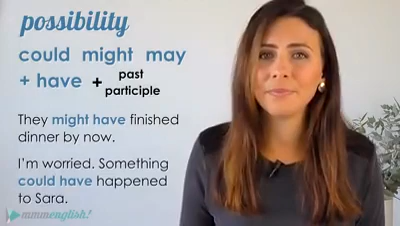 possibility
could might may
+ have + past
participle
They might have finished
dinner by now.
I'm worried. Something
could have happened
to Sara.
mmmenglish!